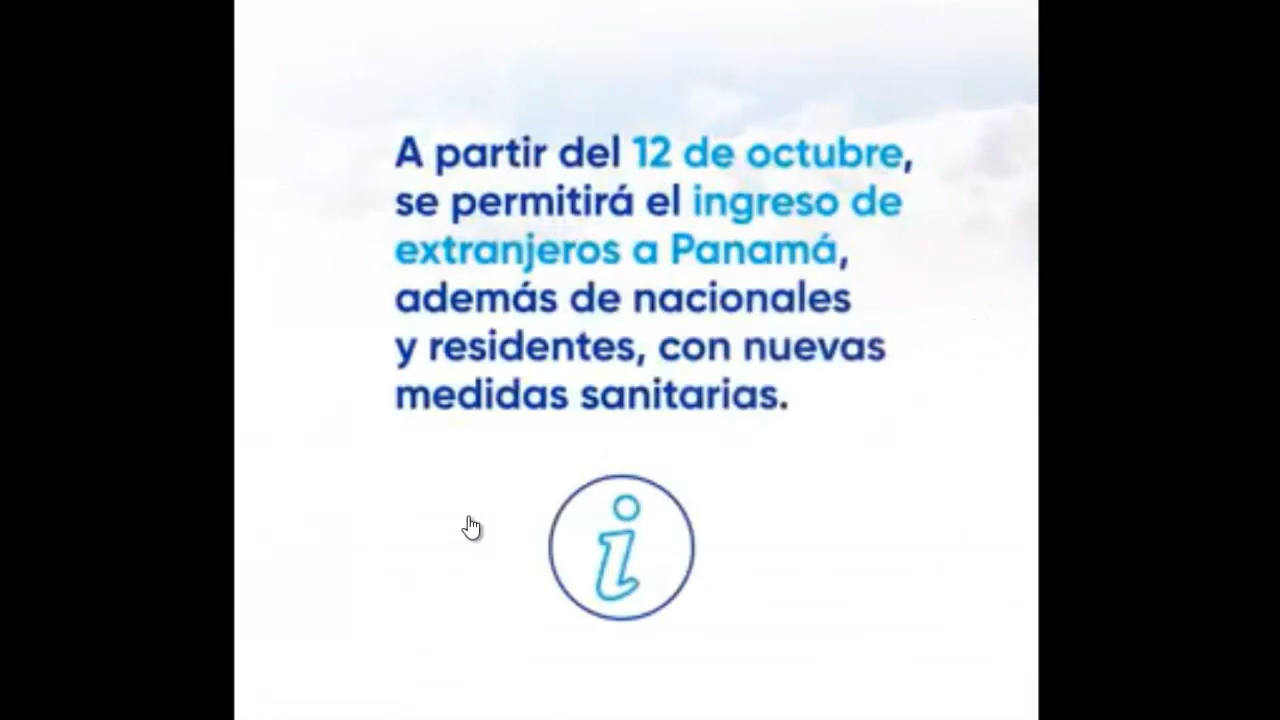 A partir del 12 de octubre,
se permitirá el ingreso de
extranjeros a Panamá,
además de nacionales
y residentes, con nuevas
medidas sanitarias.
i